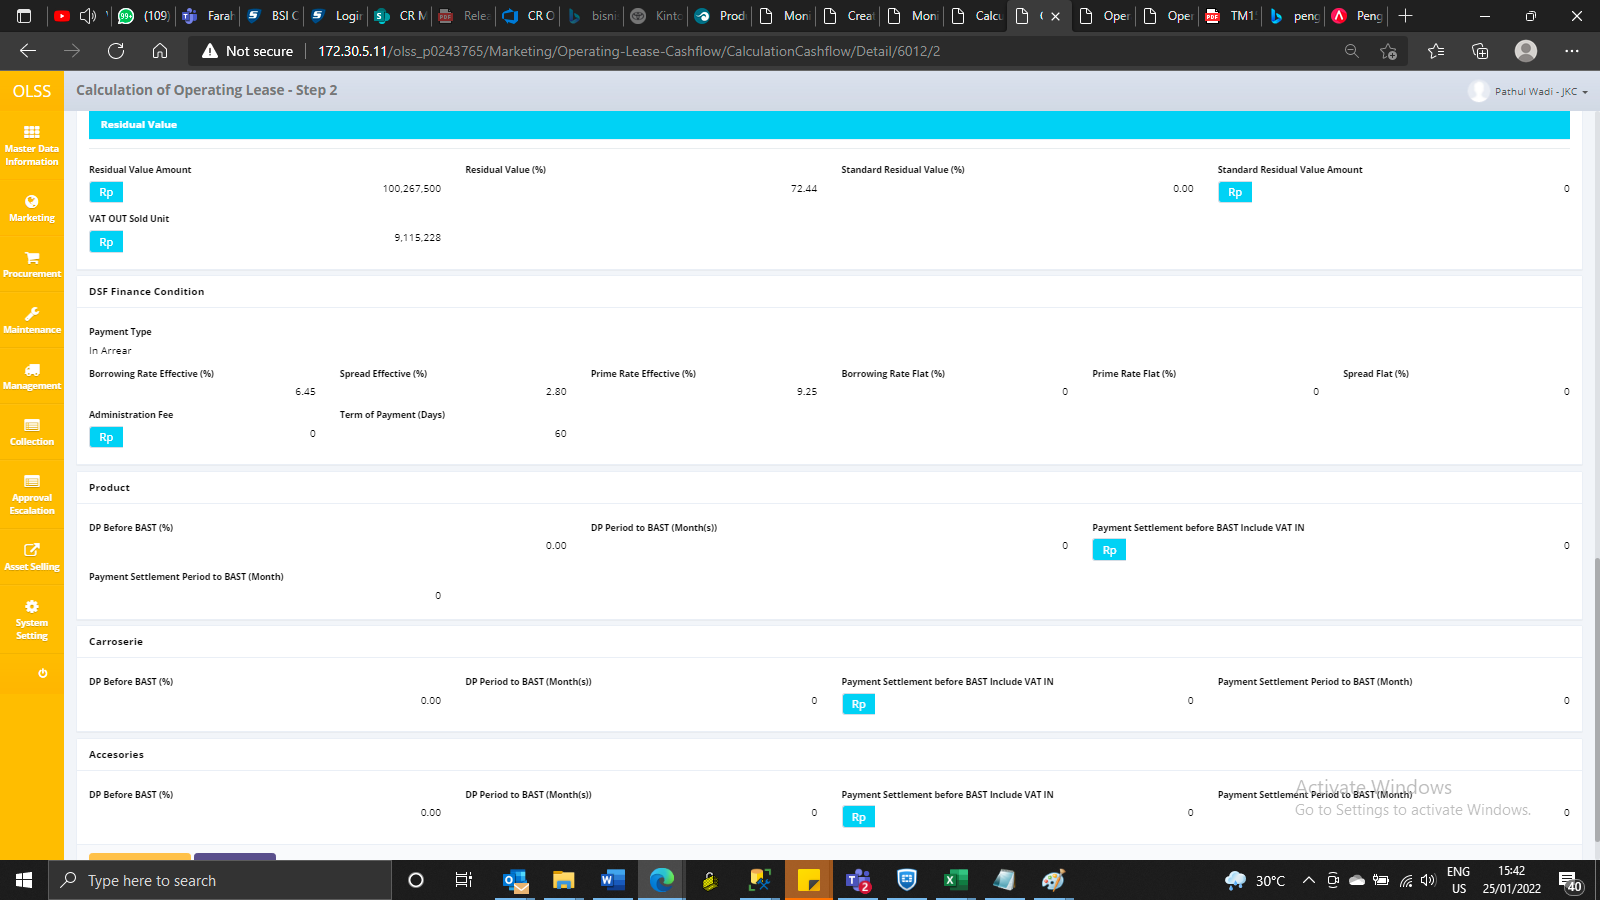 (109)
Farah
BSI C
Login
CR M
Relea
CR O
bisni
Kinto
Prod
Moni
Creat
Moni
Calcu
Oper
Oper
TM1
peng
Peng
Not secure
172.30.5.11/olss_p0243765/Marketing/Operating-Lease-Cashflow/CalculationCashflow/Detail/6012/2
OLSS
Calculation of Operating Lease - Step 2
Pathul Wadi - JKC
Master Data
Information
Marketing
Procurement
Maintenance
Management
Collection
Approval
Escalation
Asset Selling
System
Setting
Residual Value
Residual Value Amount
Residual Value (%)
Standard Residual Value (%)
Standard Residual Value Amount
Rp 100,267,500
72.44
0.00
Rp 0
VAT OUT Sold Unit
Rp 9,115,228
DSF Finance Condition
Payment Type
In Arrear
Borrowing Rate Effective (%)
Spread Effective (%)
Prime Rate Effective (%)
Borrowing Rate Flat (%)
Prime Rate Flat (%)
Spread Flat (%)
6.45
2.80
9.25
0
0
0
Administration Fee
Term of Payment (Days)
Rp 0
60
Product
DP Before BAST (%)
DP Period to BAST (Month(s))
Payment Settlement before BAST Include VAT IN
0.00
0
Rp 0
Payment Settlement Period to BAST (Month)
0
Carroserie
DP Before BAST (%)
DP Period to BAST (Month(s))
Payment Settlement before BAST Include VAT IN
Payment Settlement Period to BAST (Month)
0.00
0
Rp 0
0
Accesories
DP Before BAST (%)
DP Period to BAST (Month(s))
Payment Settlement before BAST Include VAT IN
Payment Settlement Period to BAST (Month)
0.00
0
Rp 0
0
Activate Windows
Go to Settings to activate Windows.
Type here to search
2
30°C
ENG
US
15:42
25/01/2022
40